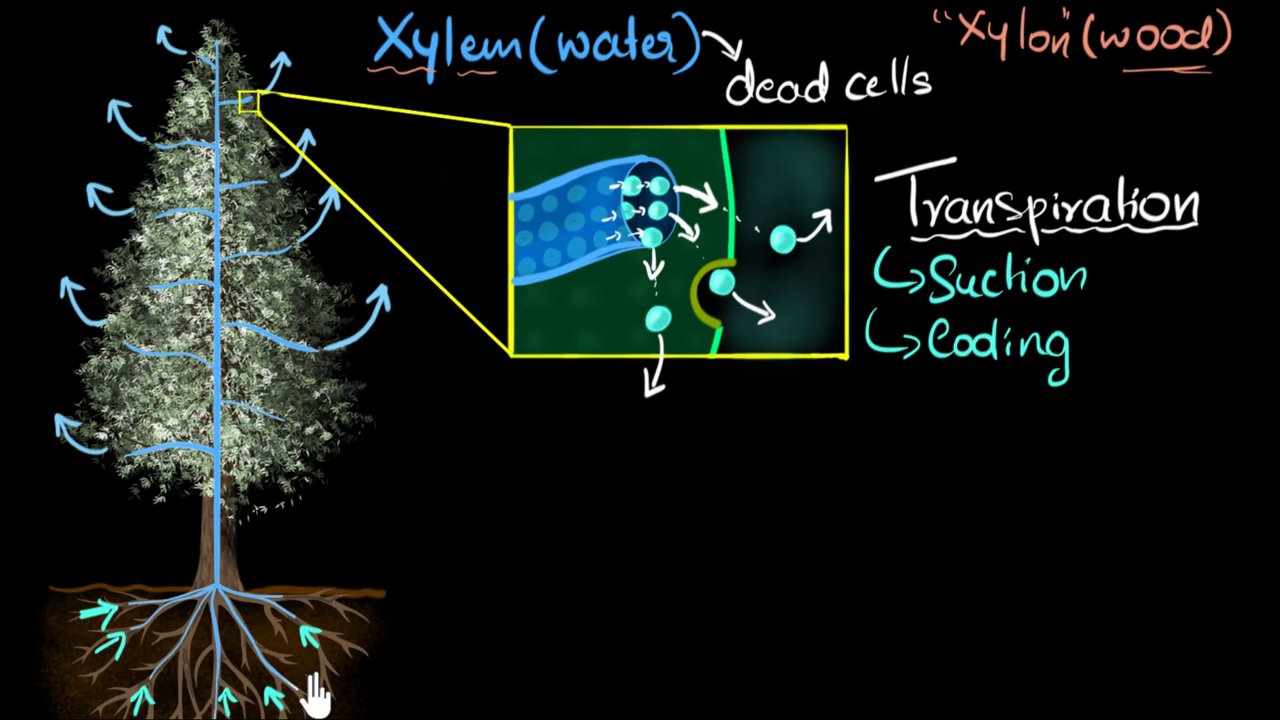 Xylem (water)
"Xylon" (wood)
dead cells
Transpiration
Suction
Cooling